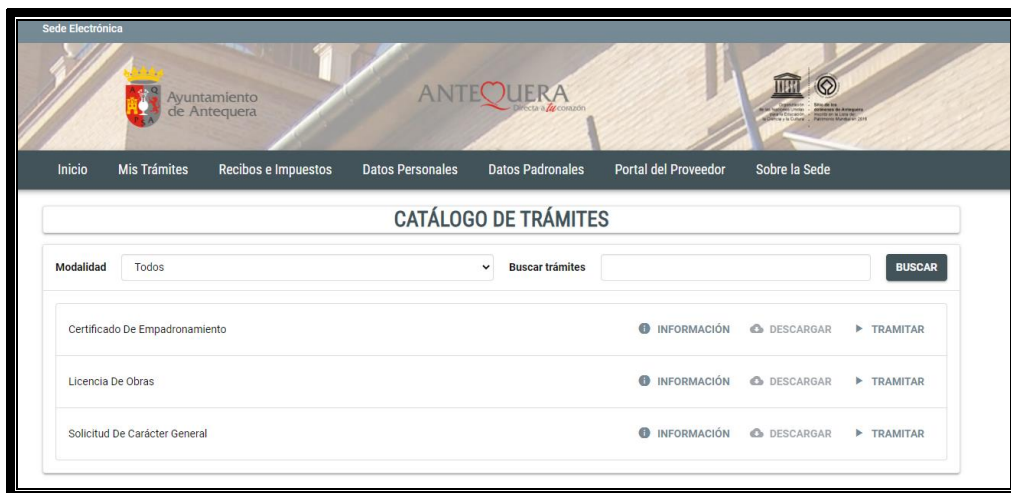 Sede Electrónica
Ayuntamiento
de Antequera
ANTEQUERA
Directa a tu corazón
Inicio Mis Trámites Recibos e Impuestos Datos Personales Datos Padronales Portal del Proveedor Sobre la Sede
CATÁLOGO DE TRÁMITES
Modalidad Todos Buscar trámites BUSCAR
Certificado De Empadronamiento INFORMACIÓN DESCARGAR TRAMITAR
Licencia De Obras INFORMACIÓN DESCARGAR TRAMITAR
Solicitud De Carácter General INFORMACIÓN DESCARGAR TRAMITAR